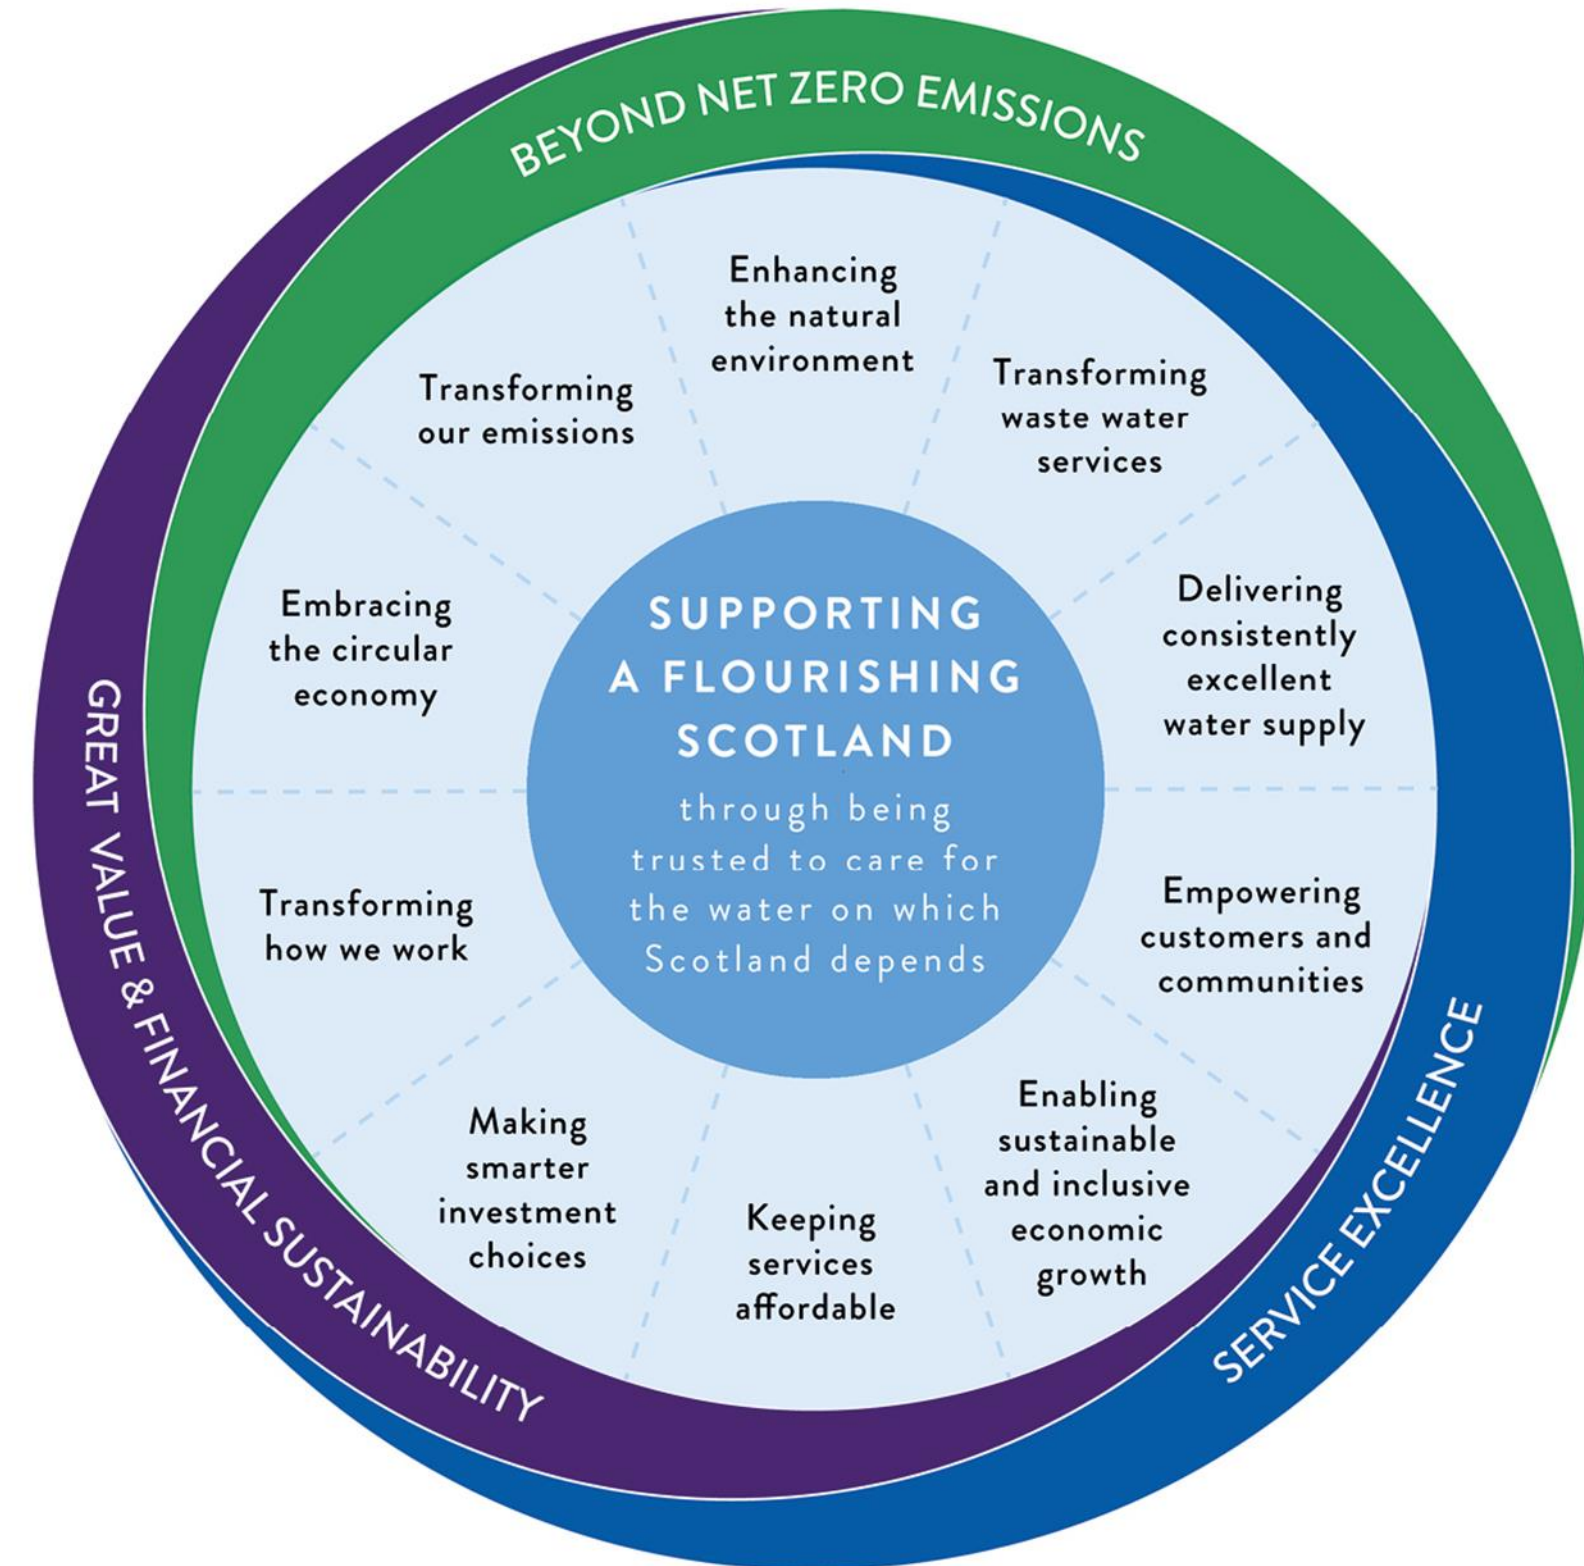 BEYOND NET ZERO EMISSIONS
Enhancing
the natural
environment
Transforming
waste water
services
Delivering
consistently
excellent
water supply
Empowering
customers and
communities
Enabling
sustainable
and inclusive
economic
growth
Keeping
services
affordable
Making
smarter
investment
choices
Transforming
how we work
Embracing
the circular
economy
Transforming
our emissions
SUPPORTING
A FLOURISHING
SCOTLAND
through being
trusted to care for
the water on which
Scotland depends
SERVICE EXCELLENCE
GREAT VALUE & FINANCIAL SUSTAINABILITY